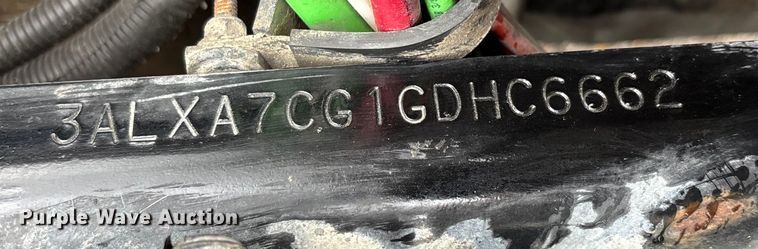 3ALXA7CG1GDHC6662
Purple Wave Auction